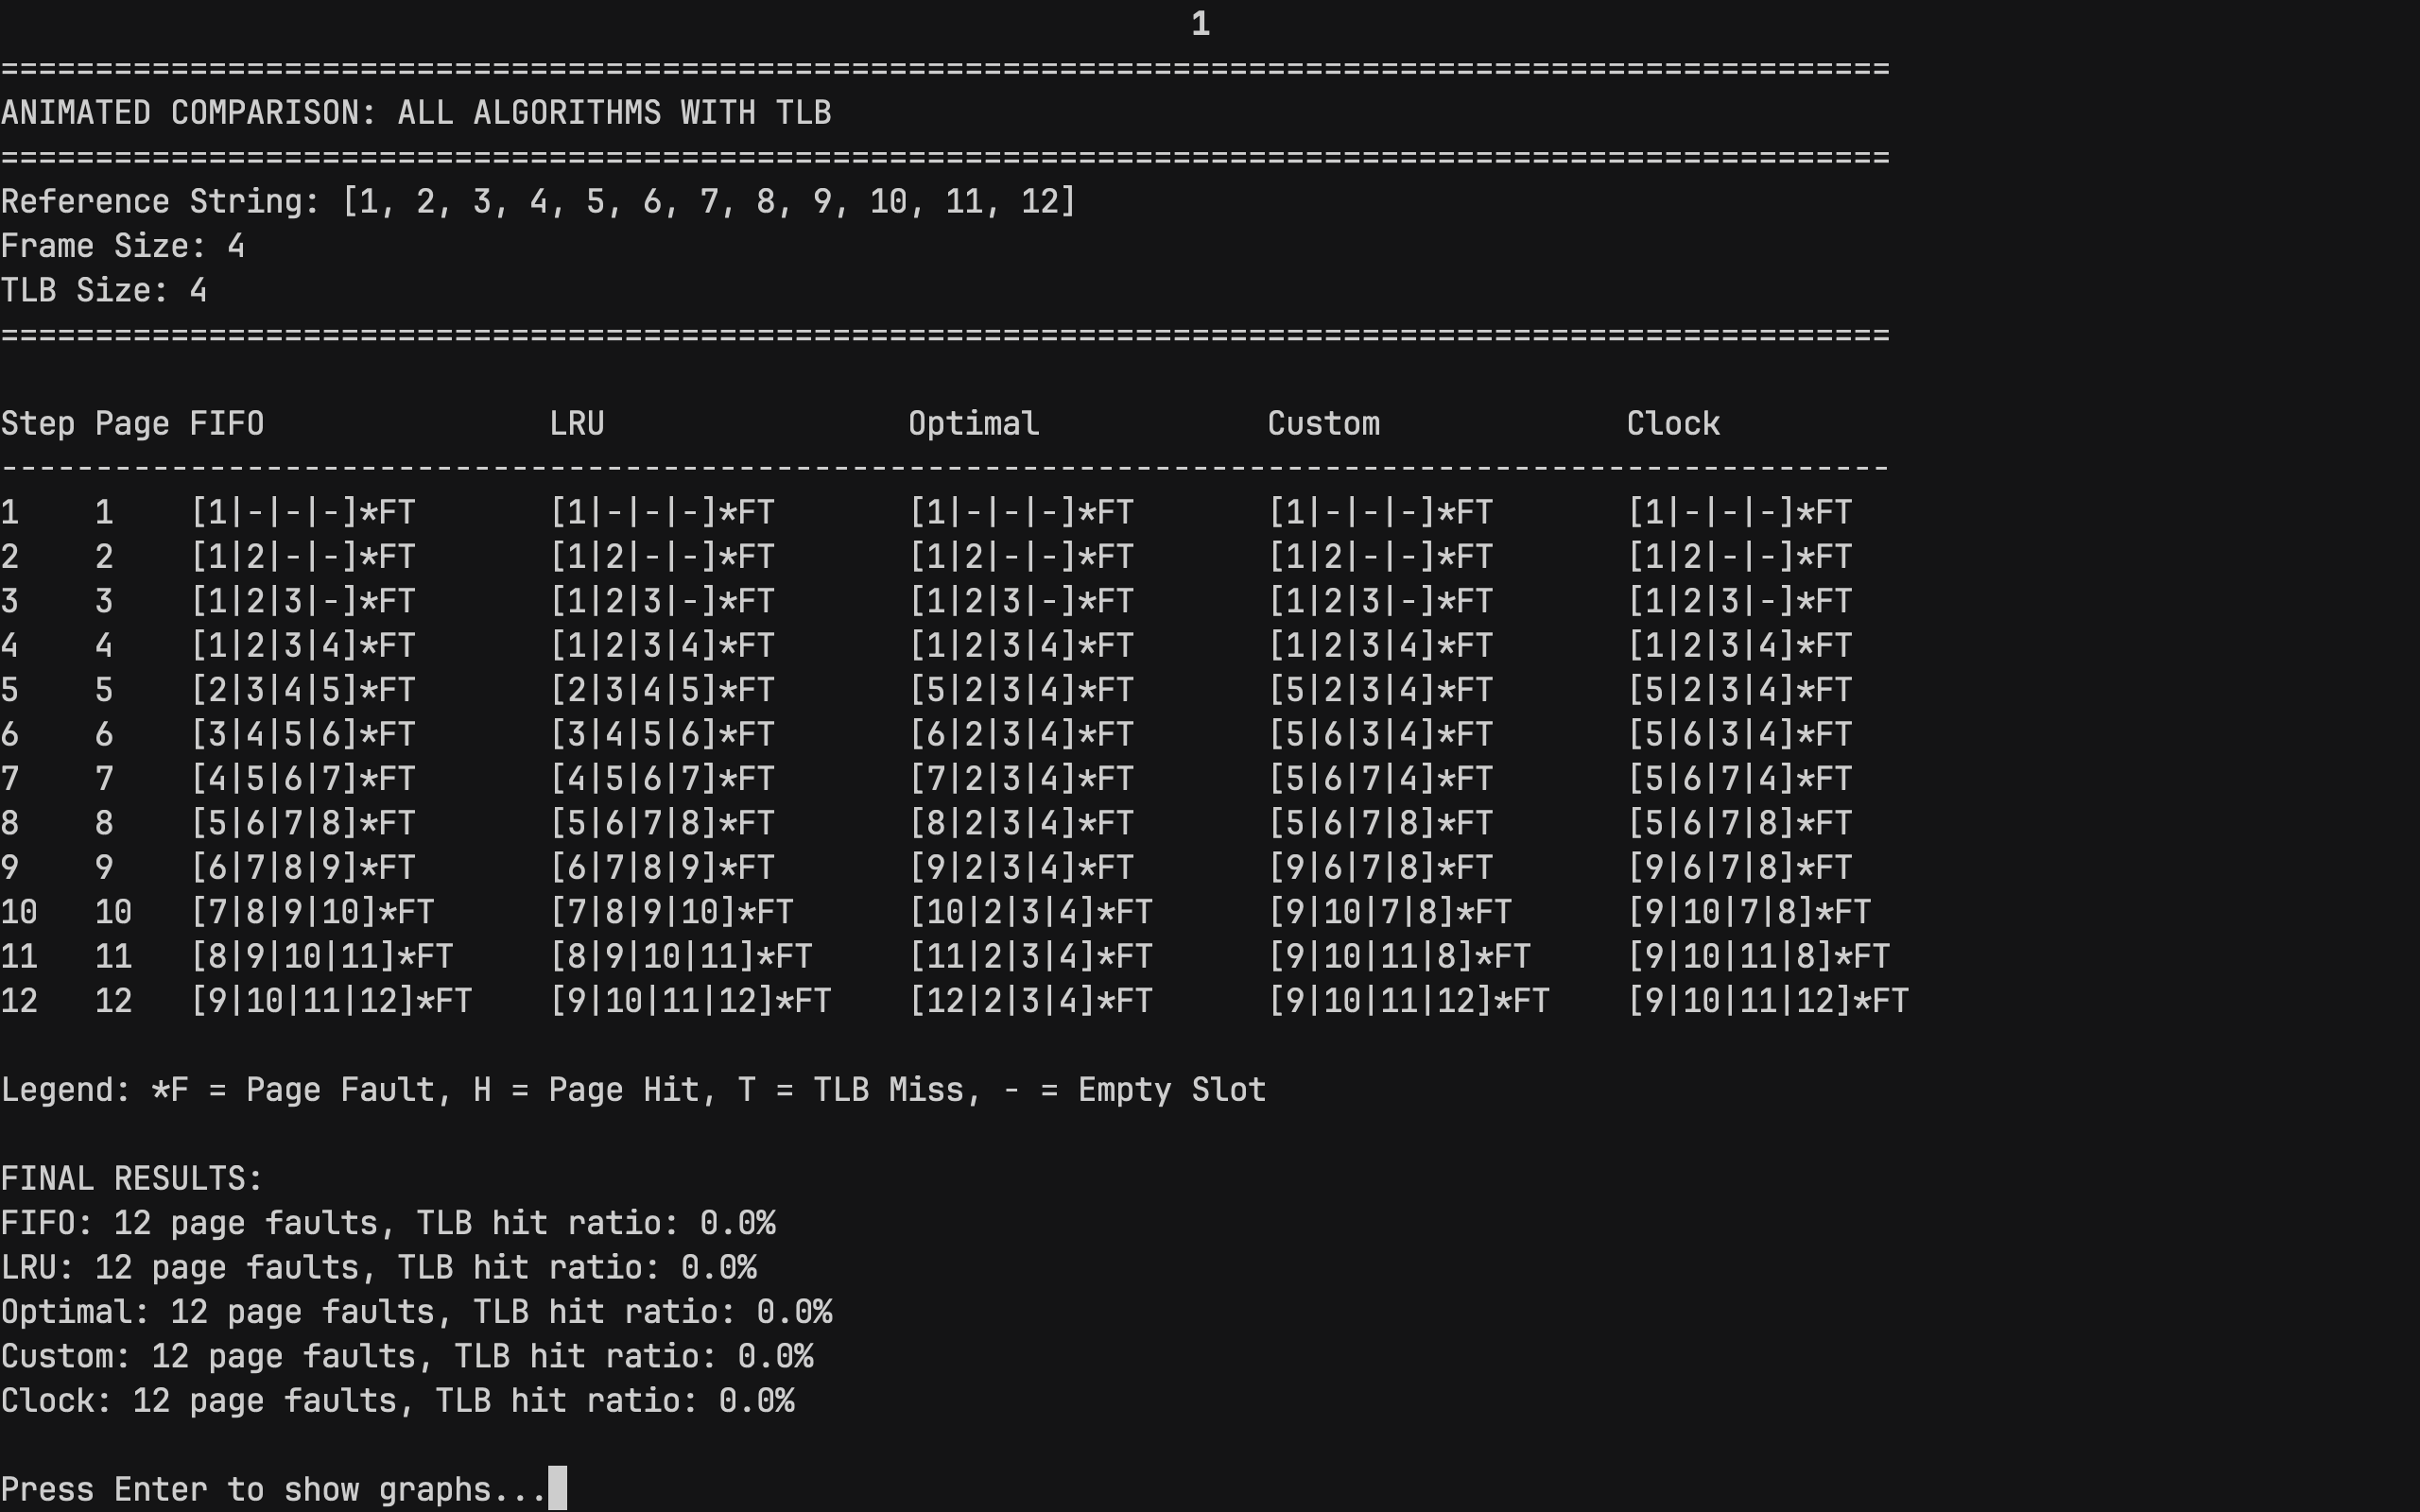 1
====================================================================================================
ANIMATED COMPARISON: ALL ALGORITHMS WITH TLB
====================================================================================================
Reference String: [1, 2, 3, 4, 5, 6, 7, 8, 9, 10, 11, 12]
Frame Size: 4
TLB Size: 4
====================================================================================================
Step Page FIFO               LRU                Optimal            Custom             Clock
----------------------------------------------------------------------------------------------------
1    1    [1|-|-|-]*FT       [1|-|-|-]*FT       [1|-|-|-]*FT       [1|-|-|-]*FT       [1|-|-|-]*FT
2    2    [1|2|-|-]*FT       [1|2|-|-]*FT       [1|2|-|-]*FT       [1|2|-|-]*FT       [1|2|-|-]*FT
3    3    [1|2|3|-]*FT       [1|2|3|-]*FT       [1|2|3|-]*FT       [1|2|3|-]*FT       [1|2|3|-]*FT
4    4    [1|2|3|4]*FT       [1|2|3|4]*FT       [1|2|3|4]*FT       [1|2|3|4]*FT       [1|2|3|4]*FT
5    5    [2|3|4|5]*FT       [2|3|4|5]*FT       [5|2|3|4]*FT       [5|2|3|4]*FT       [5|2|3|4]*FT
6    6    [3|4|5|6]*FT       [3|4|5|6]*FT       [6|2|3|4]*FT       [5|6|3|4]*FT       [5|6|3|4]*FT
7    7    [4|5|6|7]*FT       [4|5|6|7]*FT       [7|2|3|4]*FT       [5|6|7|4]*FT       [5|6|7|4]*FT
8    8    [5|6|7|8]*FT       [5|6|7|8]*FT       [8|2|3|4]*FT       [5|6|7|8]*FT       [5|6|7|8]*FT
9    9    [6|7|8|9]*FT       [6|7|8|9]*FT       [9|2|3|4]*FT       [9|6|7|8]*FT       [9|6|7|8]*FT
10   10   [7|8|9|10]*FT      [7|8|9|10]*FT      [10|2|3|4]*FT      [9|10|7|8]*FT      [9|10|7|8]*FT
11   11   [8|9|10|11]*FT     [8|9|10|11]*FT     [11|2|3|4]*FT      [9|10|11|8]*FT     [9|10|11|8]*FT
12   12   [9|10|11|12]*FT    [9|10|11|12]*FT    [12|2|3|4]*FT      [9|10|11|12]*FT    [9|10|11|12]*FT
Legend: *F = Page Fault, H = Page Hit, T = TLB Miss, - = Empty Slot
FINAL RESULTS:
FIFO: 12 page faults, TLB hit ratio: 0.0%
LRU: 12 page faults, TLB hit ratio: 0.0%
Optimal: 12 page faults, TLB hit ratio: 0.0%
Custom: 12 page faults, TLB hit ratio: 0.0%
Clock: 12 page faults, TLB hit ratio: 0.0%
Press Enter to show graphs...